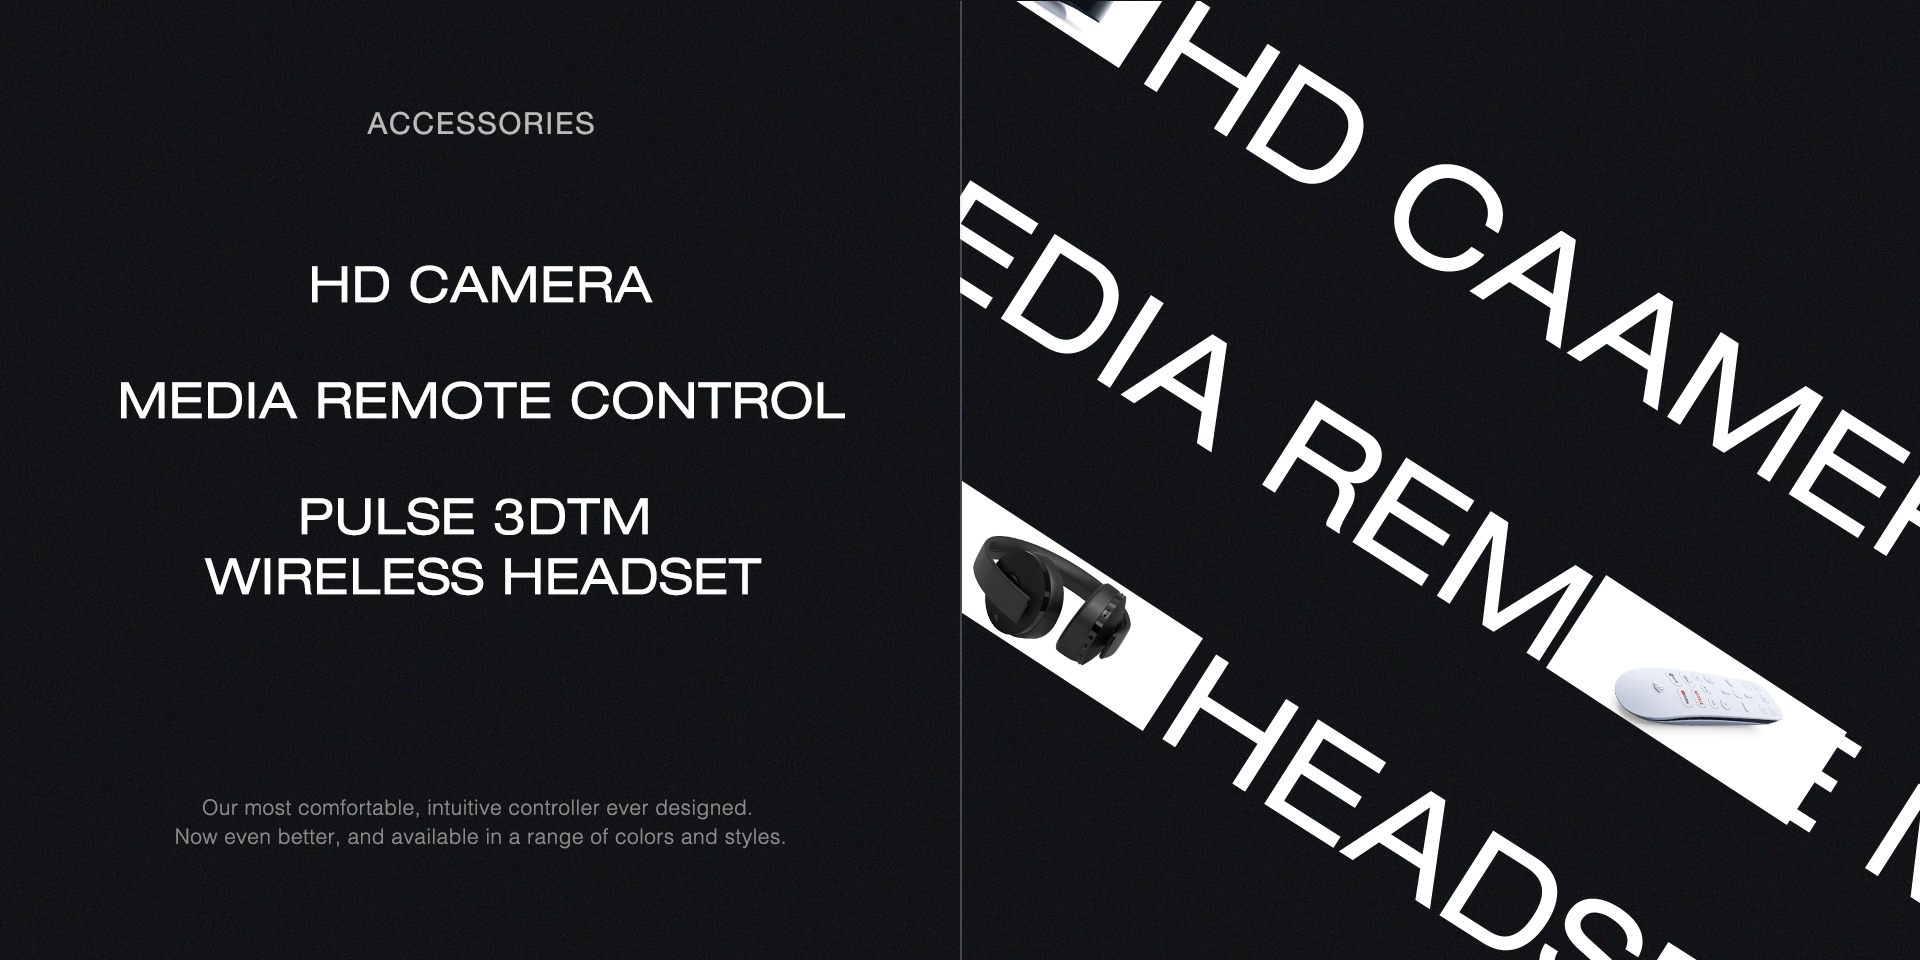 ACCESSORIES
HD CAMERA
MEDIA REMOTE CONTROL
PULSE 3DTM
WIRELESS HEADSET
Our most comfortable, intuitive controller ever designed.
Now even better, and available in a range of colors and styles.
HD CAAMER
EDIA REM E M
HEADSE